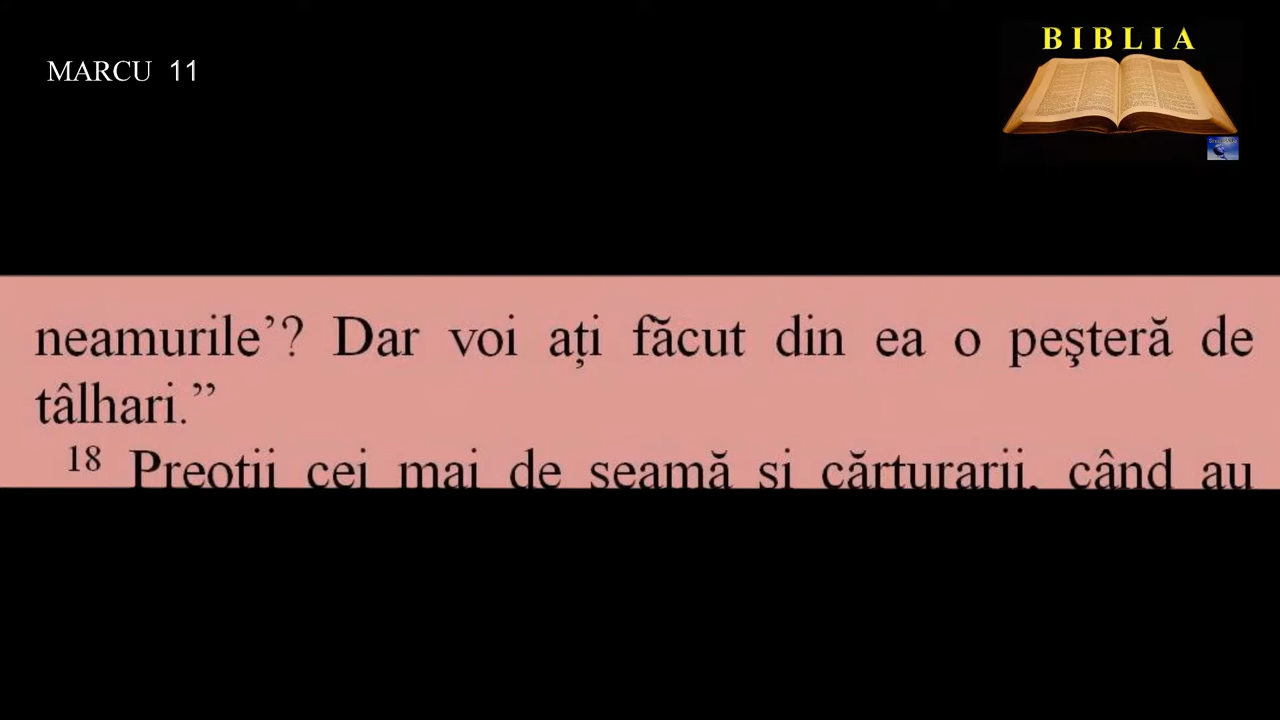 MARCU 11
BIBLIA
neamurile’? Dar voi ați făcut din ea o peşteră de
tâlhari.”
18 Preoții cei mai de seamă și cărturarii, când au